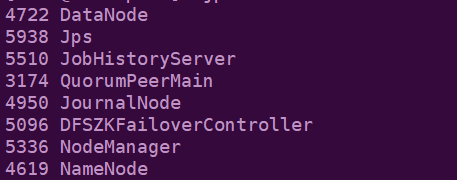 4722 DataNode
5938 Jps
5510 JobHistoryServer
3174 QuorumPeerMain
4950 JournalNode
5096 DFSZKFailoverController
5336 NodeManager
4619 NameNode